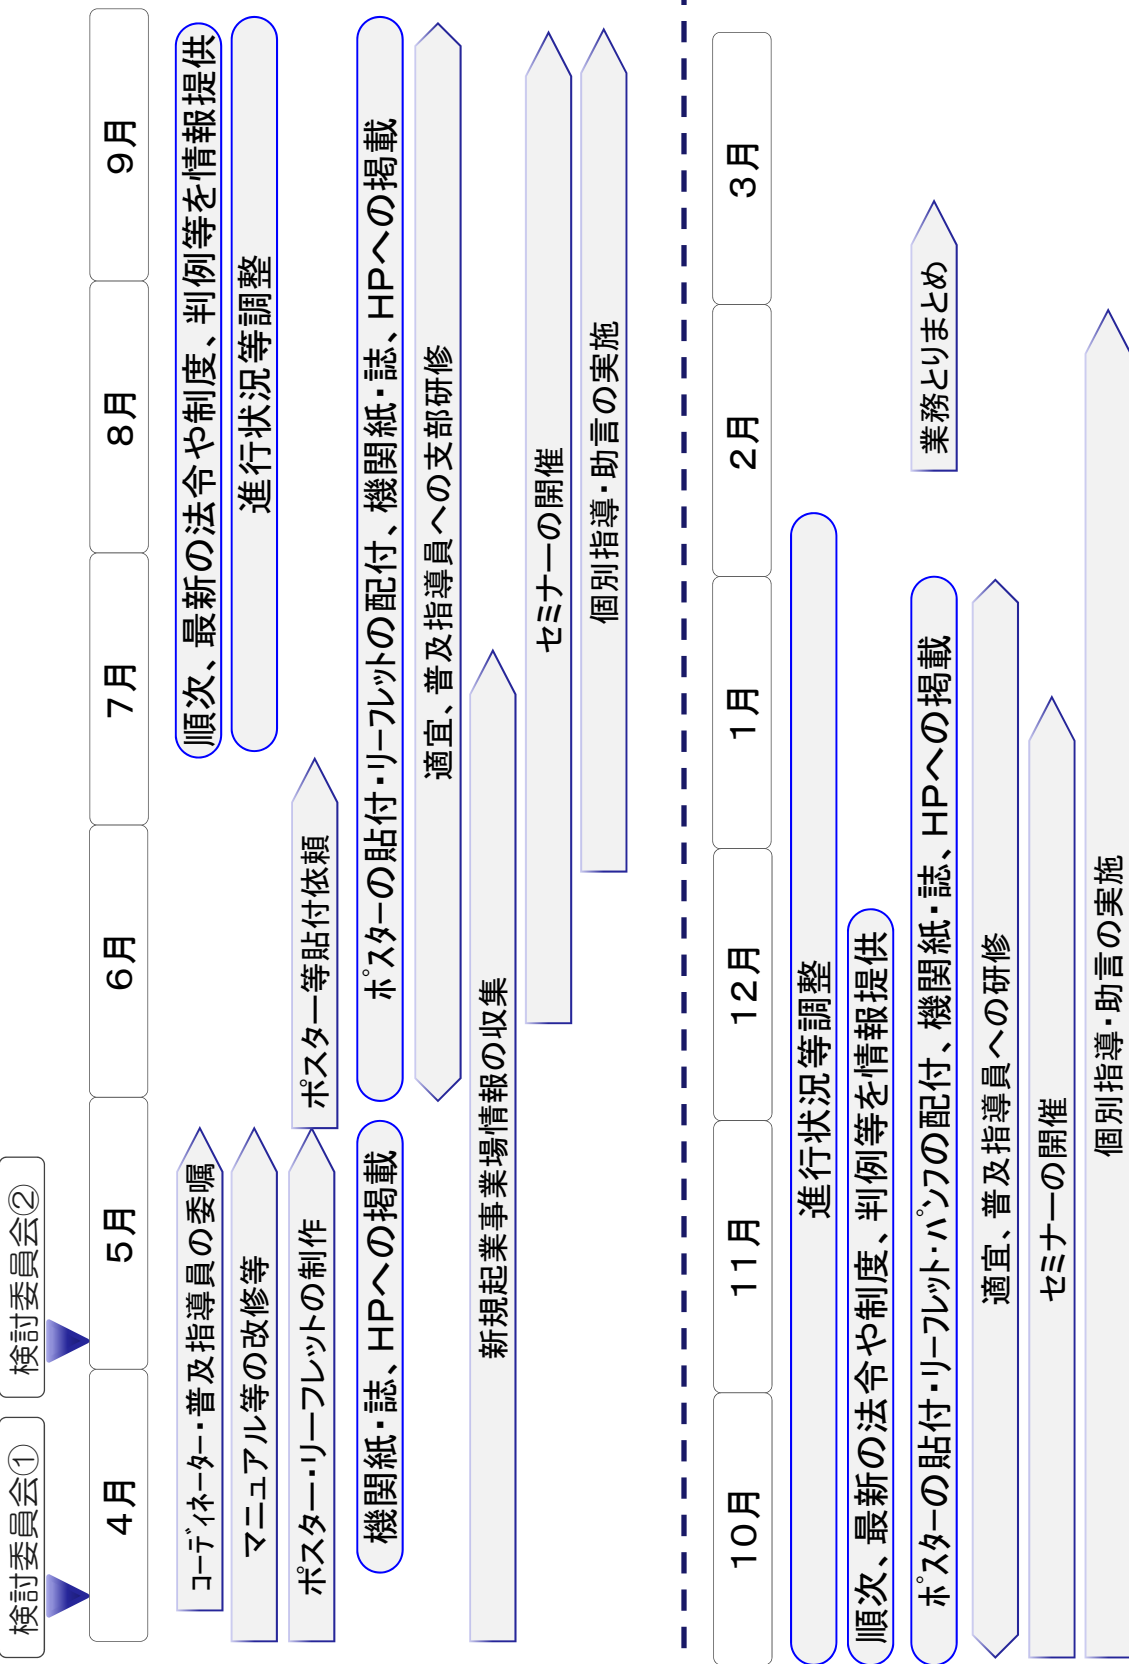 検討委員会①
検討委員会②
4月
5月
6月
7月
8月
9月
コーディネーター・普及指導員の委嘱
順次、最新の法令や制度、判例等を情報提供
マニュアル等の改修等
進行状況等調整
ポスター・リーフレットの制作
ポスター等貼付依頼
機関紙・誌、HPへの掲載
ポスターの貼付・リーフレットの配付、機関紙・誌、HPへの掲載
適宜、普及指導員への支部研修
新規起業事業場情報の収集
セミナーの開催
個別指導・助言の実施
10月
11月
12月
1月
2月
3月
進行状況等調整
順次、最新の法令や制度、判例等を情報提供
ポスターの貼付・リーフレット・パンフの配付、機関紙・誌、HPへの掲載
業務とりまとめ
適宜、普及指導員への研修
セミナーの開催
個別指導・助言の実施